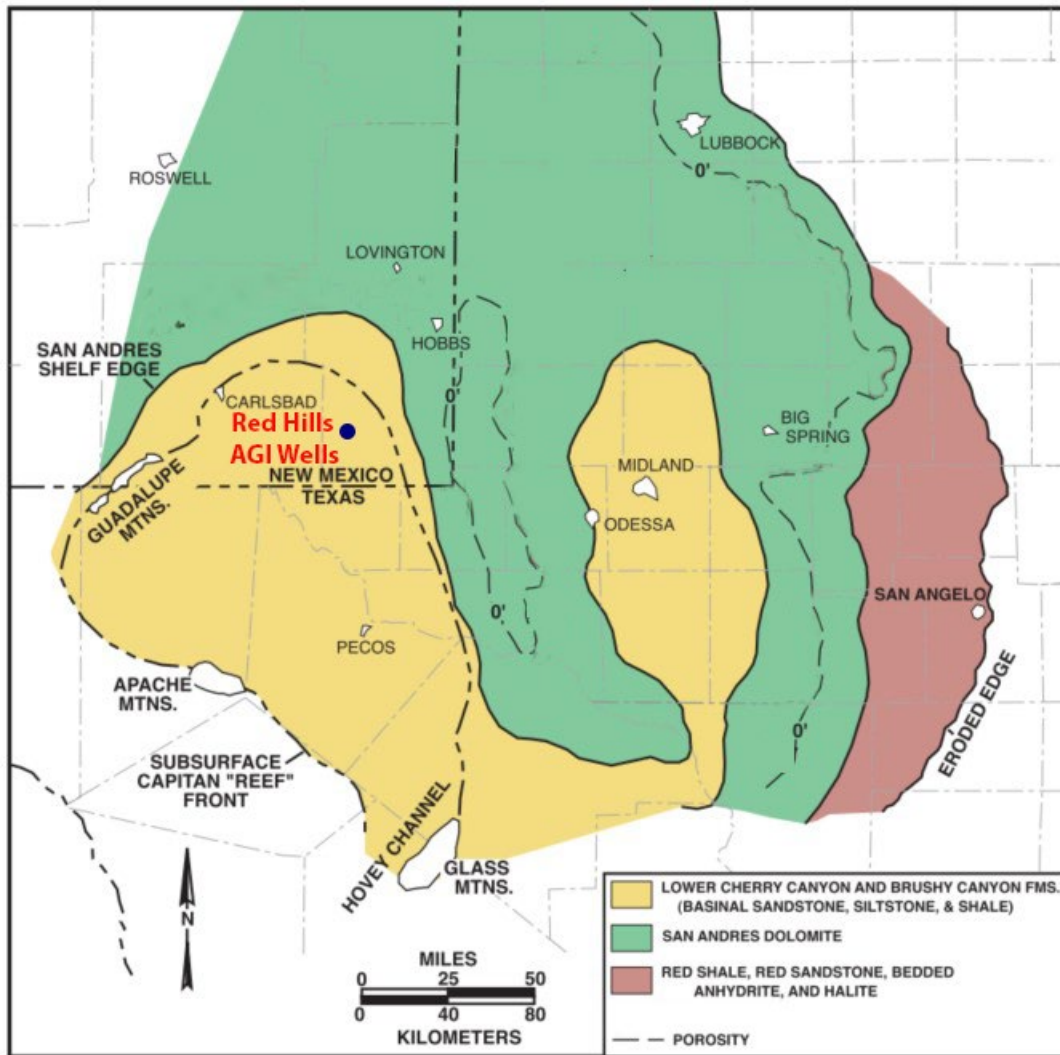 LUBBOCK
0'
ROSWELL
LOVINGTON
HOBBS
SAN ANDRES
SHELF EDGE
0'
CARLSBAD
Red Hills
AGI Wells
BIG
SPRING
MIDLAND
NEW MEXICO
TEXAS
GUADALUPE
MTNS.
ODESSA
SAN ANGELO
0'
PECOS
APACHE
MTNS.
ERODED EDGE
0'
SUBSURFACE
CAPITAN "REEF"
FRONT
HOVEY CHANNEL
GLASS
MTNS.
N
MILES
0 25 50
0 40 80
KILOMETERS
LOWER CHERRY CANYON AND BRUSHY CANYON FMS.
(BASINAL SANDSTONE, SILTSTONE, & SHALE)
SAN ANDRES DOLOMITE
RED SHALE, RED SANDSTONE, BEDDED
ANHYDRITE, AND HALITE
POROSITY